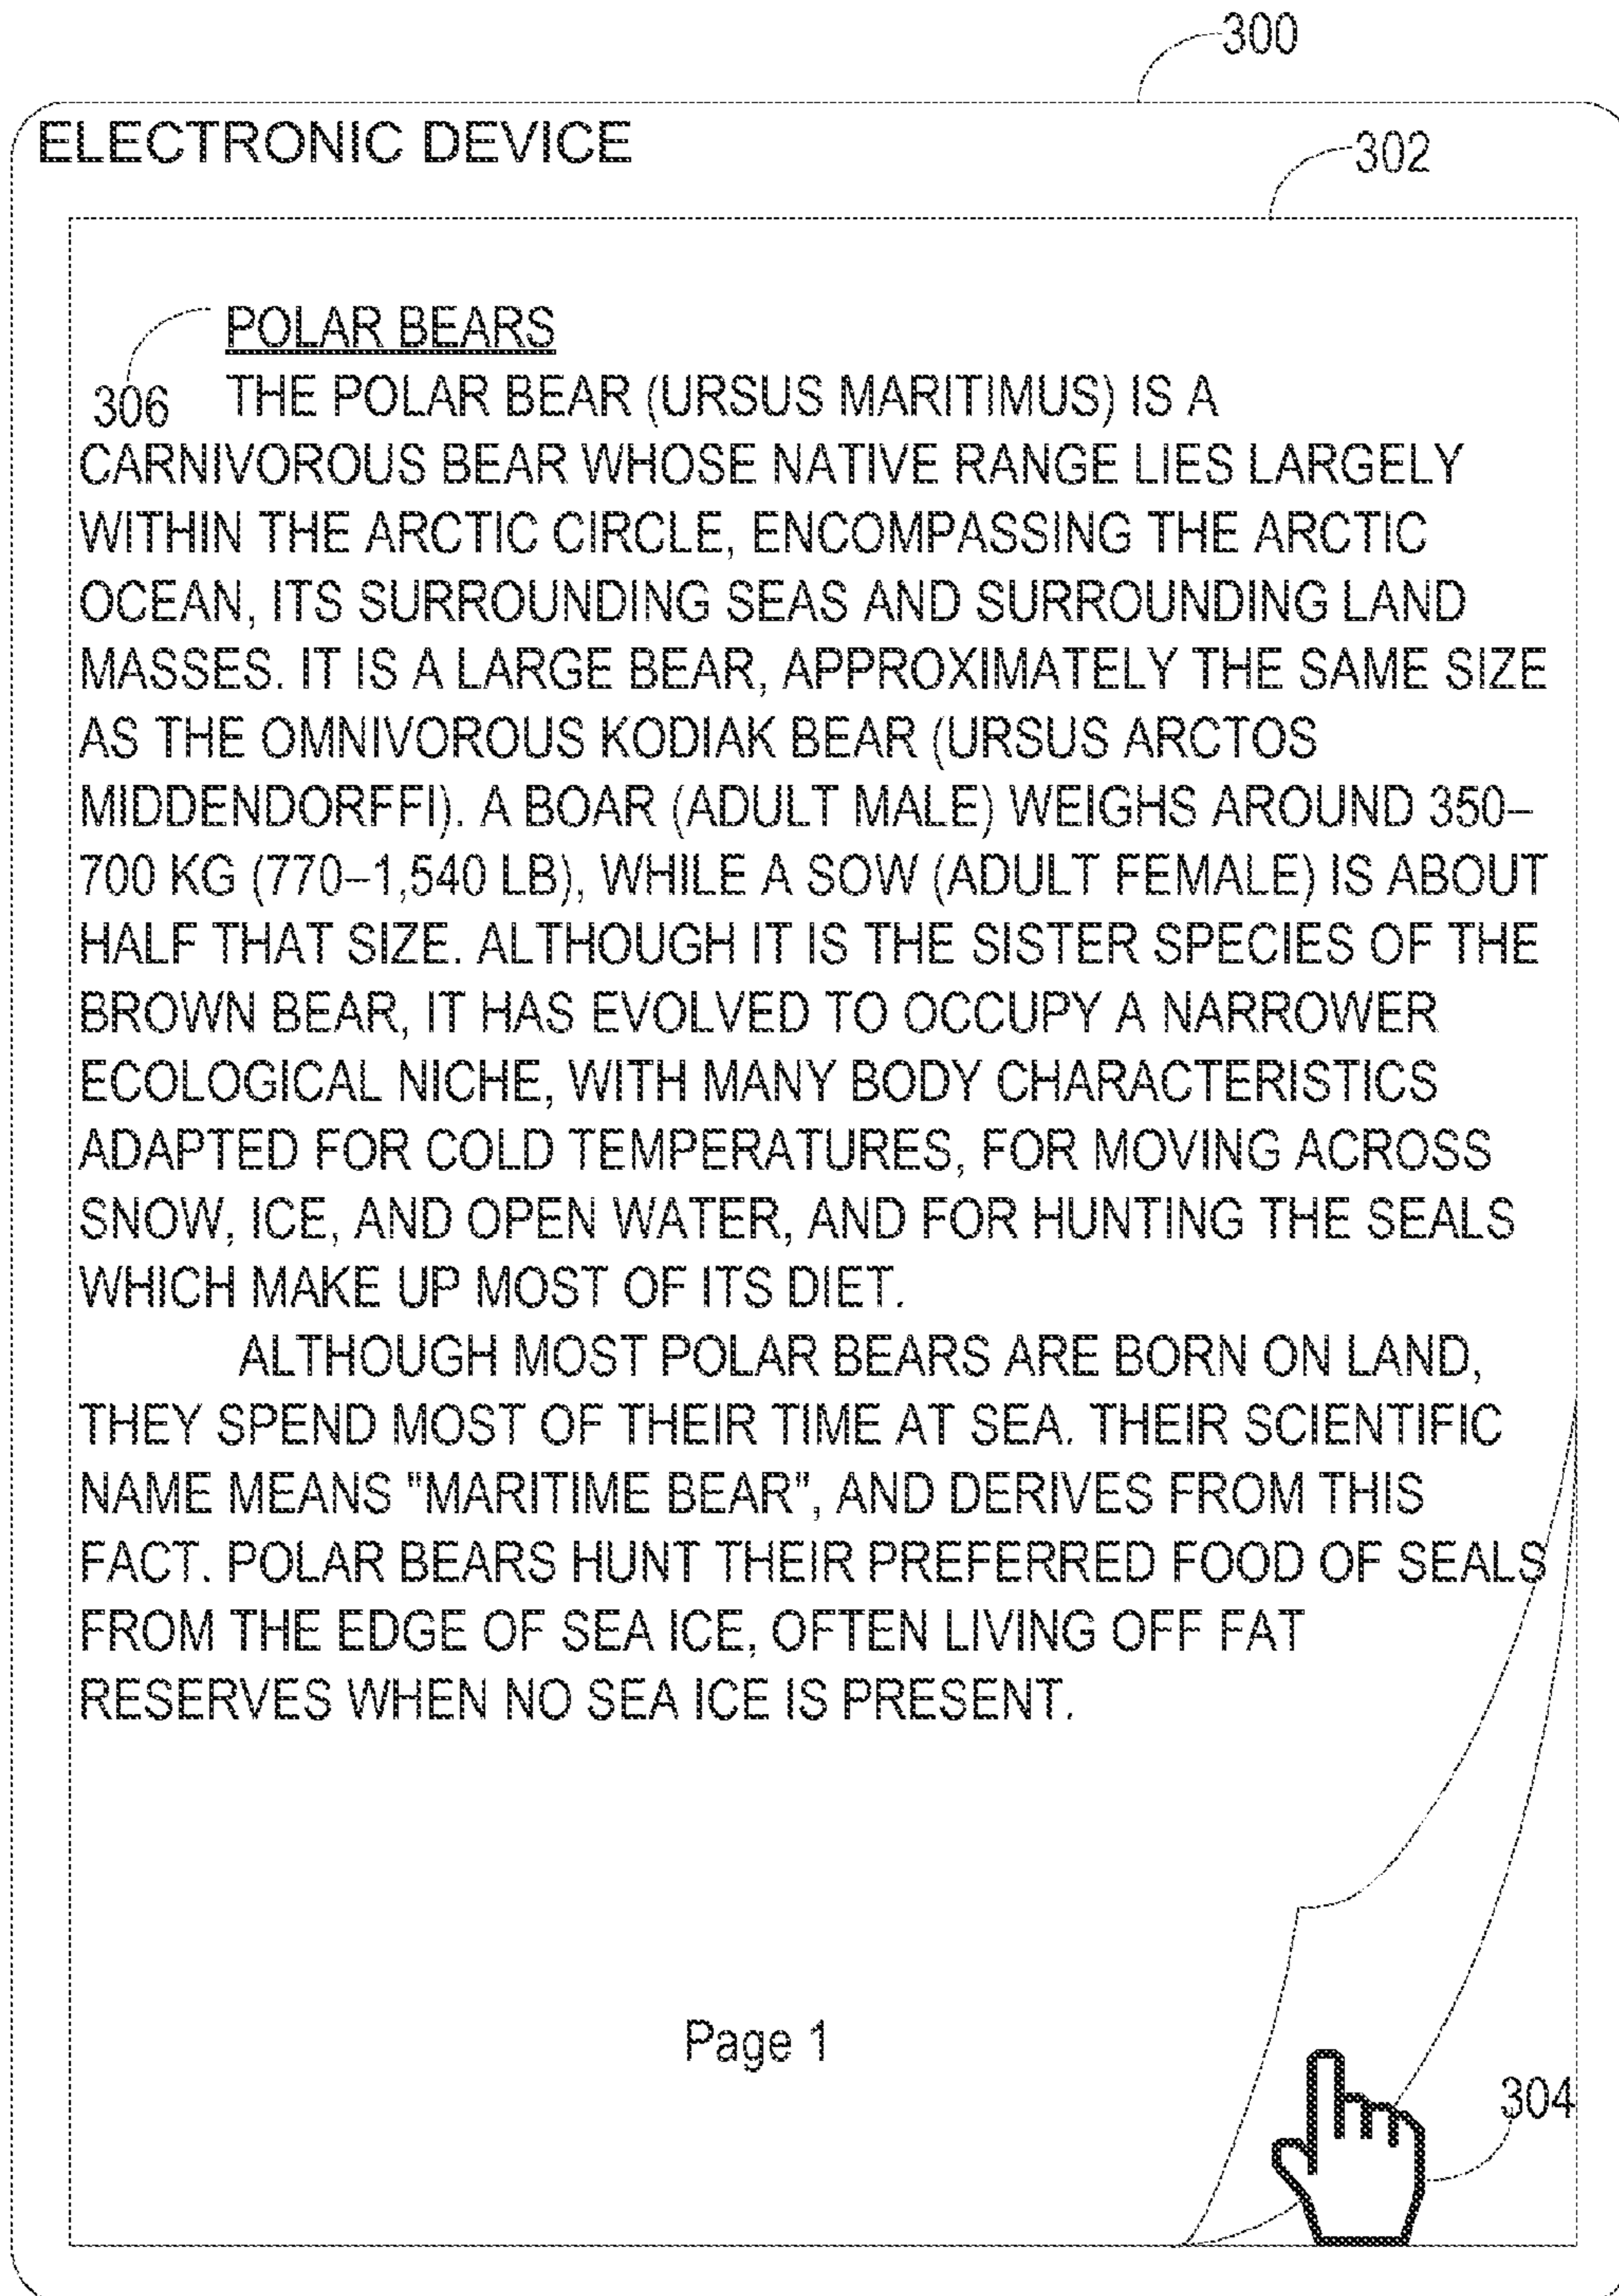 300
ELECTRONIC DEVICE
302
POLAR BEARS
306 THE POLAR BEAR (URSUS MARITIMUS) IS A
CARNIVOROUS BEAR WHOSE NATIVE RANGE LIES LARGELY
WITHIN THE ARCTIC CIRCLE, ENCOMPASSING THE ARCTIC
OCEAN, ITS SURROUNDING SEAS AND SURROUNDING LAND
MASSES. IT IS A LARGE BEAR, APPROXIMATELY THE SAME SIZE
AS THE OMNIVOROUS KODIAK BEAR (URSUS ARCTOS
MIDDENDORFFI). A BOAR (ADULT MALE) WEIGHS AROUND 350–
700 KG (770–1,540 LB), WHILE A SOW (ADULT FEMALE) IS ABOUT
HALF THAT SIZE. ALTHOUGH IT IS THE SISTER SPECIES OF THE
BROWN BEAR, IT HAS EVOLVED TO OCCUPY A NARROWER
ECOLOGICAL NICHE, WITH MANY BODY CHARACTERISTICS
ADAPTED FOR COLD TEMPERATURES, FOR MOVING ACROSS
SNOW, ICE, AND OPEN WATER, AND FOR HUNTING THE SEALS
WHICH MAKE UP MOST OF ITS DIET.
ALTHOUGH MOST POLAR BEARS ARE BORN ON LAND,
THEY SPEND MOST OF THEIR TIME AT SEA. THEIR SCIENTIFIC
NAME MEANS "MARITIME BEAR", AND DERIVES FROM THIS
FACT. POLAR BEARS HUNT THEIR PREFERRED FOOD OF SEALS
FROM THE EDGE OF SEA ICE, OFTEN LIVING OFF FAT
RESERVES WHEN NO SEA ICE IS PRESENT.
Page 1
304